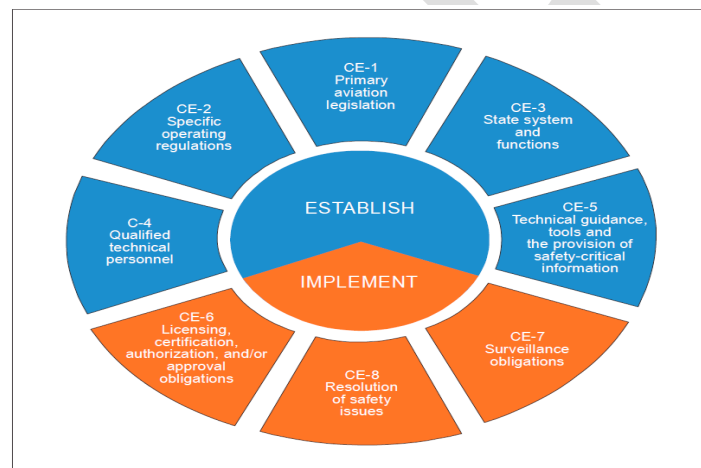 CE-1
Primary
aviation
legislation
CE-2
Specific
operating
regulations
CE-3
State system
and
functions
ESTABLISH
C-4
Qualified
technical
personnel
CE-5
Technical guidance,
tools and
the provision of
safety-critical
information
IMPLEMENT
CE-6
Licensing,
certification,
authorization, and/or
approval
obligations
CE-8
Resolution
of safety
issues
CE-7
Surveillance
obligations